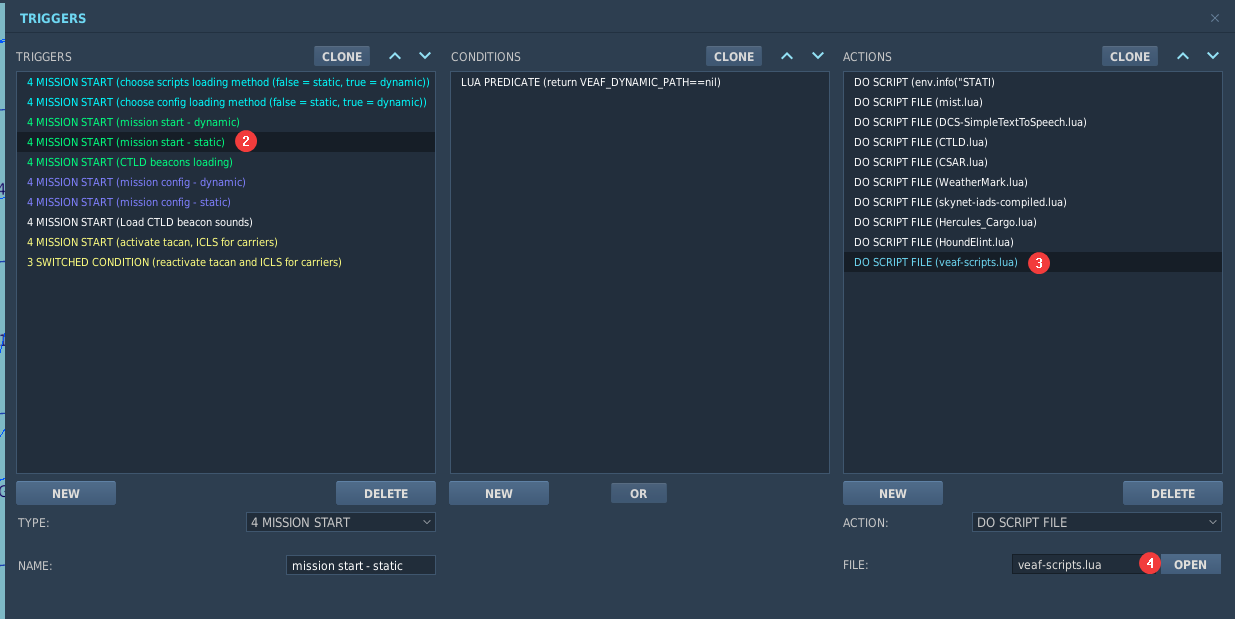 TRIGGERS
TRIGGERS CLONE CONDITIONS CLONE ACTIONS CLONE
4 MISSION START (choose scripts loading method (false = static, true = dynamic))
4 MISSION START (choose config loading method (false = static, true = dynamic))
4 MISSION START (mission start - dynamic)
4 MISSION START (mission start - static) 2
4 MISSION START (CTLD beacons loading)
4 MISSION START (mission config - dynamic)
4 MISSION START (mission config - static)
4 MISSION START (Load CTLD beacon sounds)
4 MISSION START (activate tacan, ICLS for carriers)
3 SWITCHED CONDITION (reactivate tacan and ICLS for carriers)
LUA PREDICATE (return VEAF_DYNAMIC_PATH==nil)
DO SCRIPT (env.info("STATI)
DO SCRIPT FILE (mist.lua)
DO SCRIPT FILE (DCS-SimpleTextToSpeech.lua)
DO SCRIPT FILE (CTLD.lua)
DO SCRIPT FILE (CSAR.lua)
DO SCRIPT FILE (WeatherMark.lua)
DO SCRIPT FILE (skynet-iads-compiled.lua)
DO SCRIPT FILE (Hercules_Cargo.lua)
DO SCRIPT FILE (HoundElint.lua)
DO SCRIPT FILE (veaf-scripts.lua) 3
NEW DELETE NEW OR NEW DELETE
TYPE: 4 MISSION START ACTION: DO SCRIPT FILE
NAME: mission start - static FILE: veaf-scripts.lua 4 OPEN